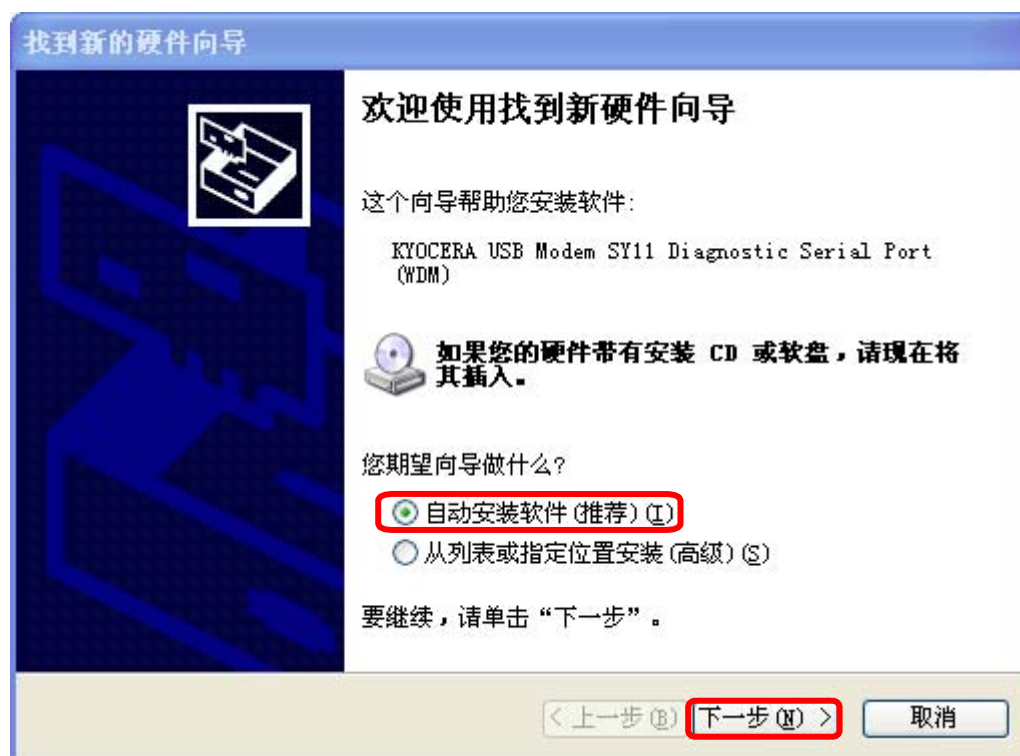 找到新的硬件向导
欢迎使用找到新硬件向导
这个向导帮助您安装软件:
KYOCERA USB Modem SY11 Diagnostic Serial Port
(WDM)
如果您的硬件带有安装 CD 或软盘，请现在将
其插入。
您期望向导做什么?
自动安装软件(推荐)(I)
从列表或指定位置安装(高级)(S)
要继续，请单击“下一步”。
< 上一步(B) 下一步(N) > 取消